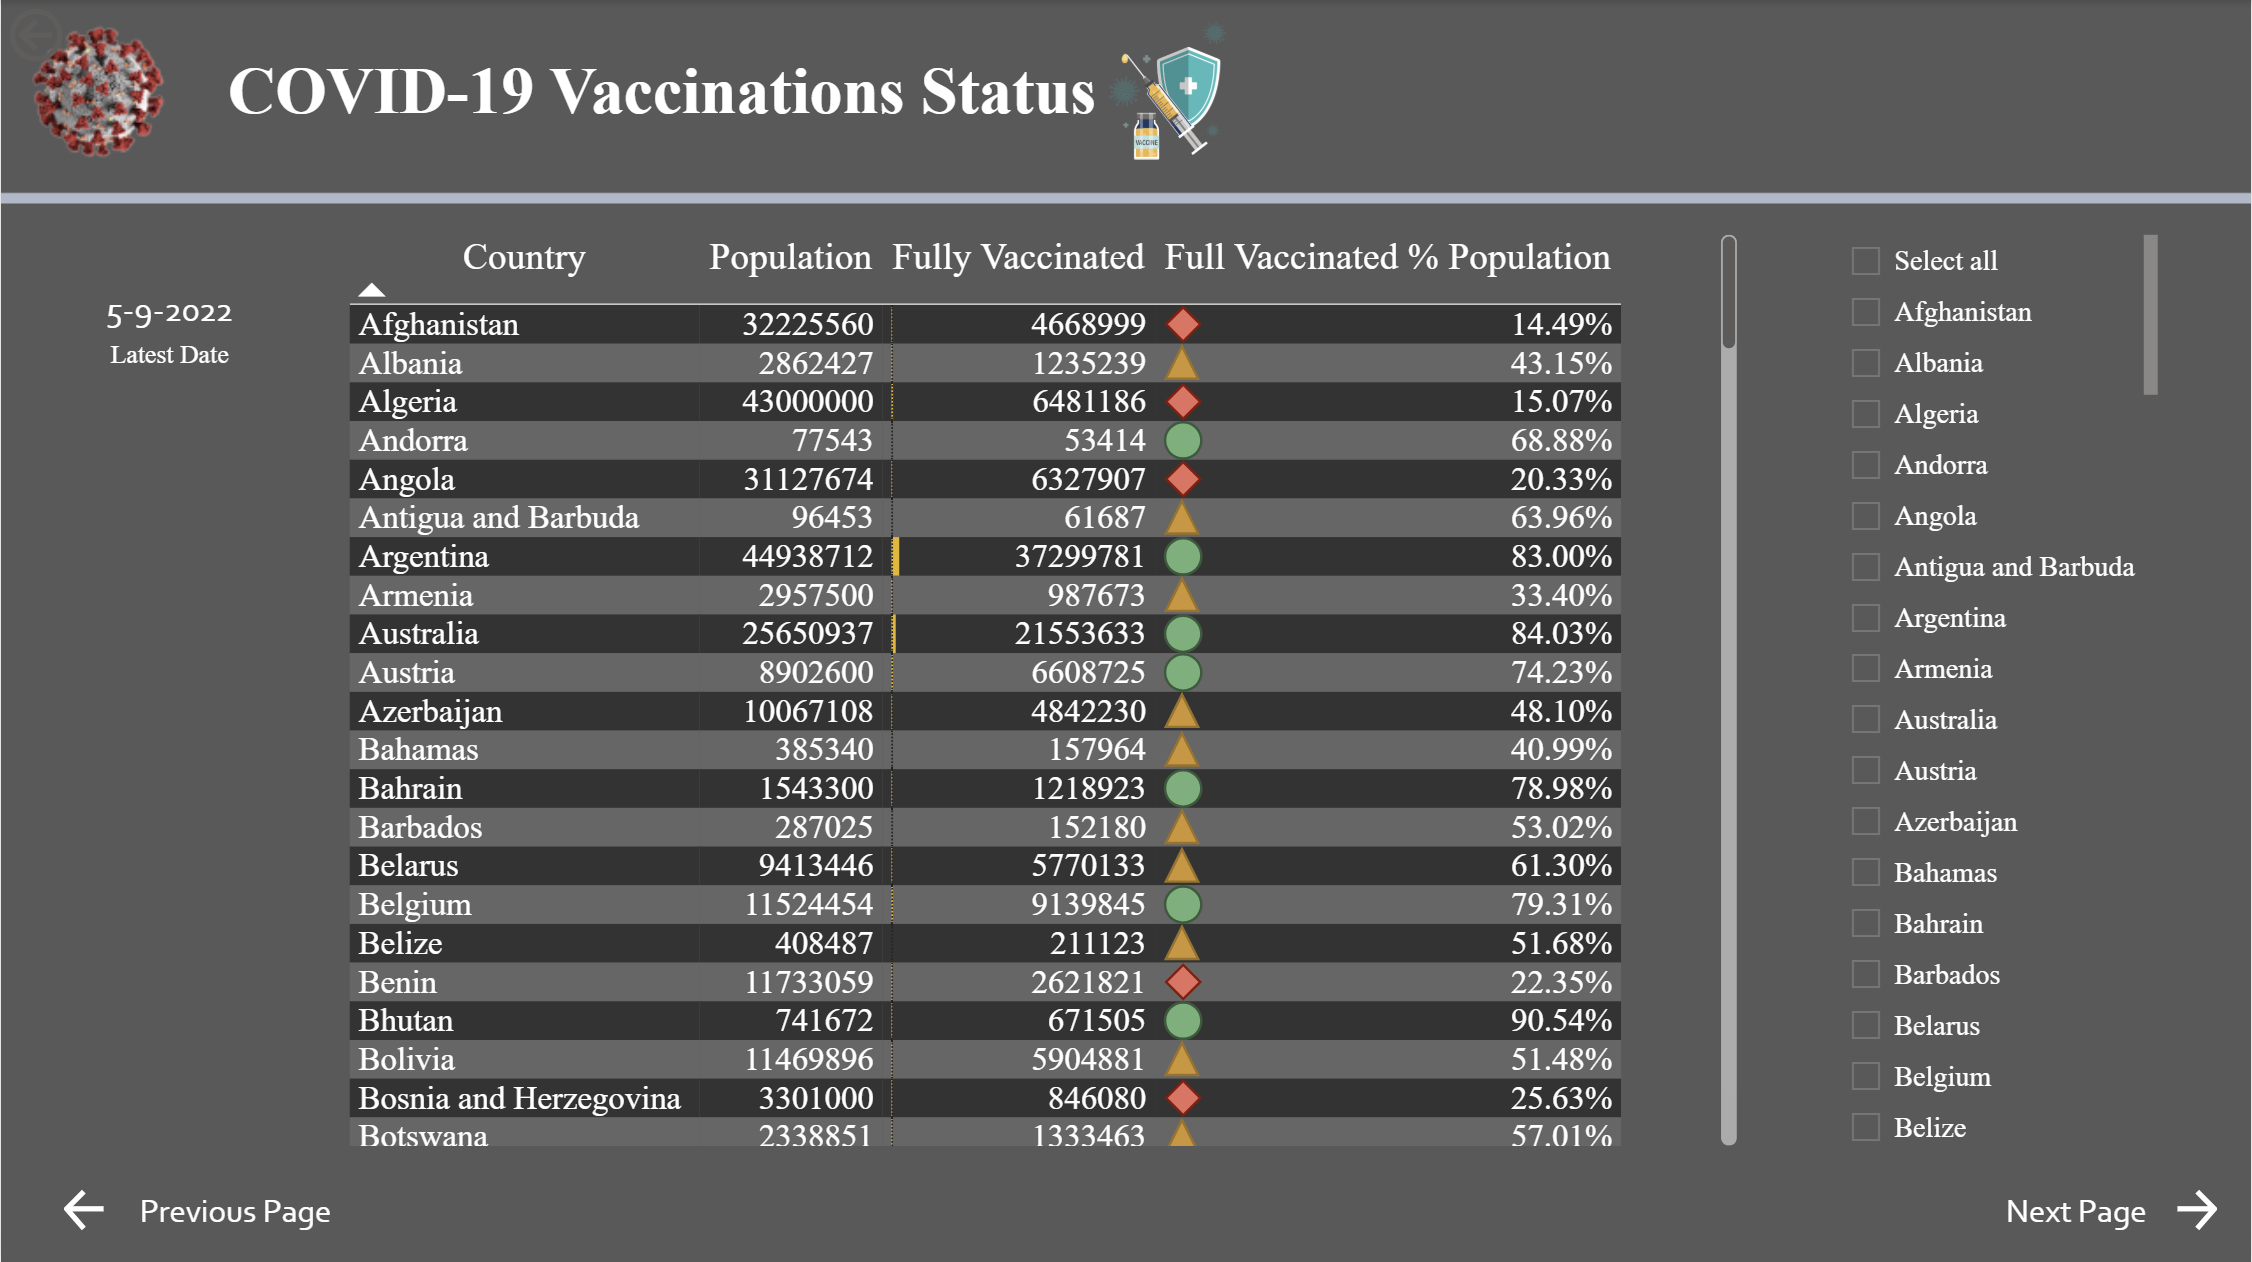 COVID-19 Vaccinations Status
VACCINE
5-9-2022
Latest Date
Country Population Fully Vaccinated Full Vaccinated % Population
Afghanistan 32225560 4668999 14.49%
Albania 2862427 1235239 43.15%
Algeria 43000000 6481186 15.07%
Andorra 77543 53414 68.88%
Angola 31127674 6327907 20.33%
Antigua and Barbuda 96453 61687 63.96%
Argentina 44938712 37299781 83.00%
Armenia 2957500 987673 33.40%
Australia 25650937 21553633 84.03%
Austria 8902600 6608725 74.23%
Azerbaijan 10067108 4842230 48.10%
Bahamas 385340 157964 40.99%
Bahrain 1543300 1218923 78.98%
Barbados 287025 152180 53.02%
Belarus 9413446 5770133 61.30%
Belgium 11524454 9139845 79.31%
Belize 408487 211123 51.68%
Benin 11733059 2621821 22.35%
Bhutan 741672 671505 90.54%
Bolivia 11469896 5904881 51.48%
Bosnia and Herzegovina 3301000 846080 25.63%
Botswana 2338851 1333463 57.01%
Select all
Afghanistan
Albania
Algeria
Andorra
Angola
Antigua and Barbuda
Argentina
Armenia
Australia
Austria
Azerbaijan
Bahamas
Bahrain
Barbados
Belarus
Belgium
Belize
Previous Page
Next Page